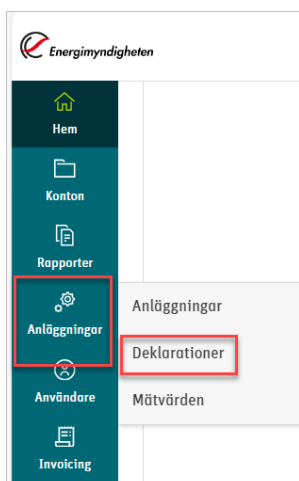 Energimyndigheten
Hem
Konton
Rapporter
Anläggningar
Användare
Invoicing
Anläggningar
Deklarationer
Mätvärden